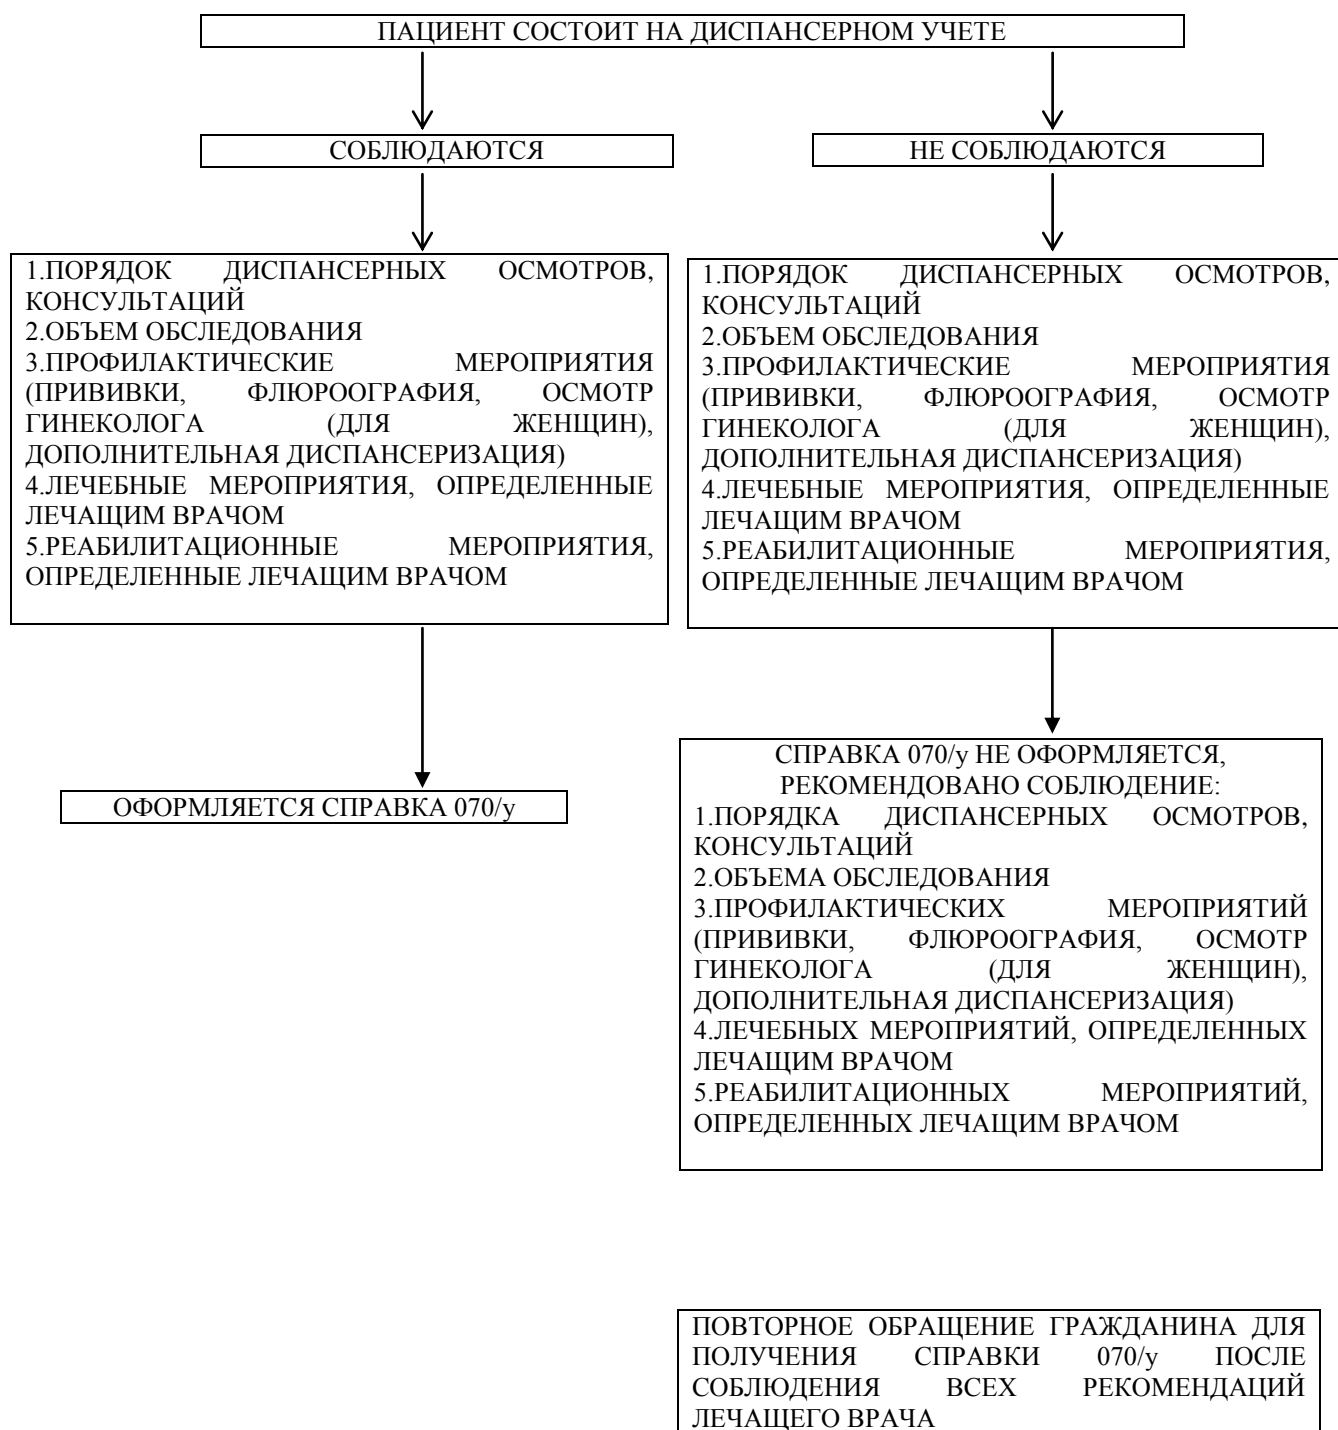 ПАЦИЕНТ СОСТОИТ НА ДИСПАНСЕРНОМ УЧЕТЕ
СОБЛЮДАЮТСЯ
НЕ СОБЛЮДАЮТСЯ
1.ПОРЯДОК ДИСПАНСЕРНЫХ ОСМОТРОВ,
КОНСУЛЬТАЦИЙ
2.ОБЪЕМ ОБСЛЕДОВАНИЯ
3.ПРОФИЛАКТИЧЕСКИЕ МЕРОПРИЯТИЯ
(ПРИВИВКИ, ФЛЮРООГРАФИЯ, ОСМОТР
ГИНЕКОЛОГА (ДЛЯ ЖЕНЩИН),
ДОПОЛНИТЕЛЬНАЯ ДИСПАНСЕРИЗАЦИЯ)
4.ЛЕЧЕБНЫЕ МЕРОПРИЯТИЯ, ОПРЕДЕЛЕННЫЕ
ЛЕЧАЩИМ ВРАЧОМ
5.РЕАБИЛИТАЦИОННЫЕ МЕРОПРИЯТИЯ,
ОПРЕДЕЛЕННЫЕ ЛЕЧАЩИМ ВРАЧОМ
1.ПОРЯДОК ДИСПАНСЕРНЫХ ОСМОТРОВ,
КОНСУЛЬТАЦИЙ
2.ОБЪЕМ ОБСЛЕДОВАНИЯ
3.ПРОФИЛАКТИЧЕСКИЕ МЕРОПРИЯТИЯ
(ПРИВИВКИ, ФЛЮРООГРАФИЯ, ОСМОТР
ГИНЕКОЛОГА (ДЛЯ ЖЕНЩИН),
ДОПОЛНИТЕЛЬНАЯ ДИСПАНСЕРИЗАЦИЯ)
4.ЛЕЧЕБНЫЕ МЕРОПРИЯТИЯ, ОПРЕДЕЛЕННЫЕ
ЛЕЧАЩИМ ВРАЧОМ
5.РЕАБИЛИТАЦИОННЫЕ МЕРОПРИЯТИЯ,
ОПРЕДЕЛЕННЫЕ ЛЕЧАЩИМ ВРАЧОМ
ОФОРМЛЯЕТСЯ СПРАВКА 070/у
СПРАВКА 070/у НЕ ОФОРМЛЯЕТСЯ,
РЕКОМЕНДОВАНО СОБЛЮДЕНИЕ:
1.ПОРЯДКА ДИСПАНСЕРНЫХ ОСМОТРОВ,
КОНСУЛЬТАЦИЙ
2.ОБЪЕМА ОБСЛЕДОВАНИЯ
3.ПРОФИЛАКТИЧЕСКИХ МЕРОПРИЯТИЙ
(ПРИВИВКИ, ФЛЮРООГРАФИЯ, ОСМОТР
ГИНЕКОЛОГА (ДЛЯ ЖЕНЩИН),
ДОПОЛНИТЕЛЬНАЯ ДИСПАНСЕРИЗАЦИЯ)
4.ЛЕЧЕБНЫХ МЕРОПРИЯТИЙ, ОПРЕДЕЛЕННЫХ
ЛЕЧАЩИМ ВРАЧОМ
5.РЕАБИЛИТАЦИОННЫХ МЕРОПРИЯТИЙ,
ОПРЕДЕЛЕННЫХ ЛЕЧАЩИМ ВРАЧОМ
ПОВТОРНОЕ ОБРАЩЕНИЕ ГРАЖДАНИНА ДЛЯ
ПОЛУЧЕНИЯ СПРАВКИ 070/у ПОСЛЕ
СОБЛЮДЕНИЯ ВСЕХ РЕКОМЕНДАЦИЙ
ЛЕЧАЩЕГО ВРАЧА